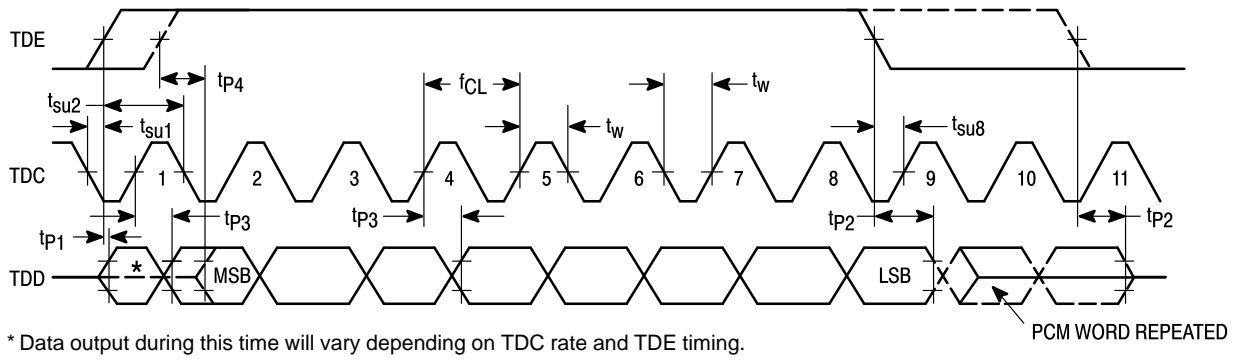 TDE
tP4
fCL
tw
tsu2
tsu1
tw
tsu8
TDC
1 2 3 4 5 6 7 8 9 10 11
tP3
tP3
tP2
tP2
tP1
TDD
*
MSB
LSB
PCM WORD REPEATED
* Data output during this time will vary depending on TDC rate and TDE timing.